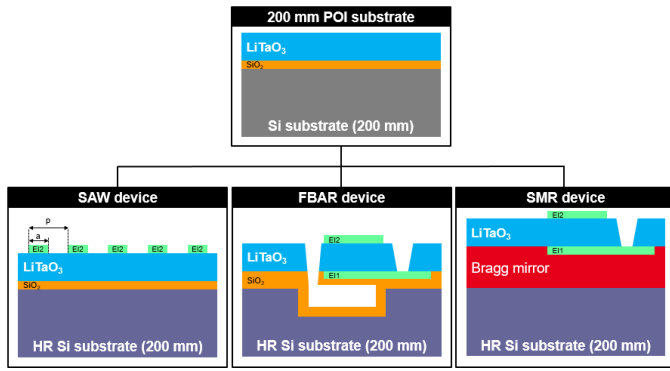 200 mm POI substrate
LiTaO₃
SiO₂
Si substrate (200 mm)
SAW device
p
a
El2 El2 El2 El2 El2
LiTaO₃
SiO₂
HR Si substrate (200 mm)
FBAR device
El2
LiTaO₃
El1
SiO₂
HR Si substrate (200 mm)
SMR device
El2
LiTaO₃
El1
Bragg mirror
HR Si substrate (200 mm)